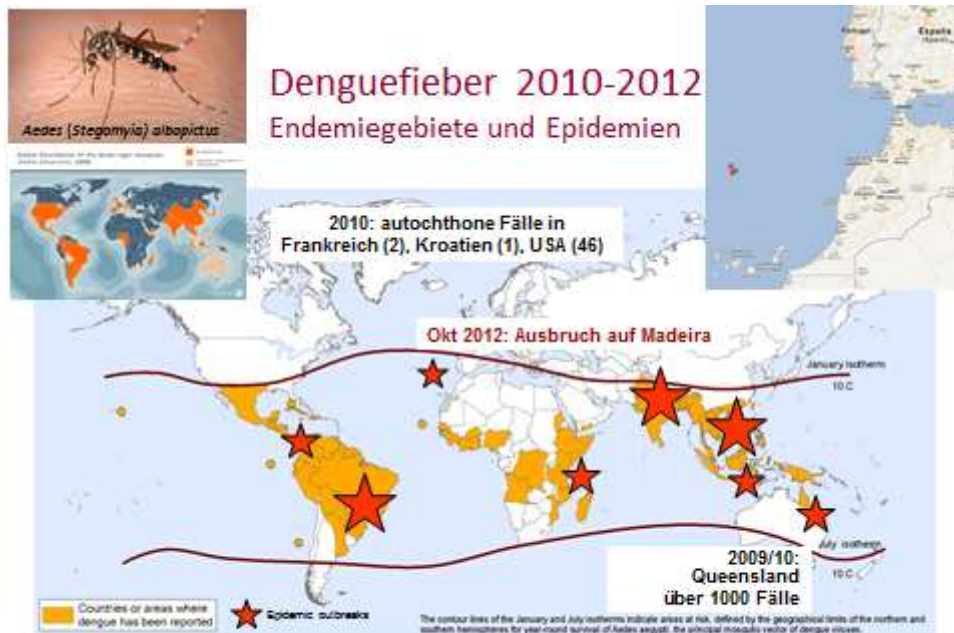 Denguefieber 2010-2012
Endemiegebiete und Epidemien
Aedes (Stegomyia) albopictus
Portugal
España
2010: autochthone Fälle in
Frankreich (2), Kroatien (1), USA (46)
Okt 2012: Ausbruch auf Madeira
January isotherm
10 C
July isotherm
10 C
2009/10:
Queensland
über 1000 Fälle
Countries or areas where
dengue has been reported
Epidemic outbreaks
The contour lines of the January and July isotherms indicate areas at risk, defined by the geographical limits of the northern and
southern hemispheres for year-round survival of Aedes aegypti, the principal mosquito vector of dengue viruses.